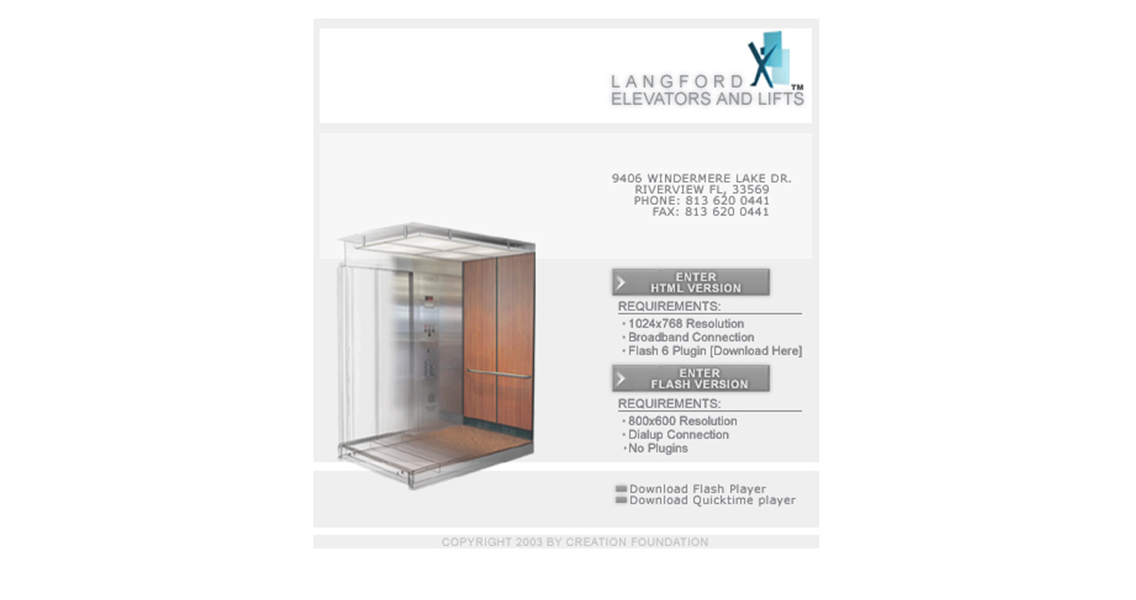 LANGFORD
ELEVATORS AND LIFTS ™
9406 WINDERMERE LAKE DR.
RIVERVIEW FL, 33569
PHONE: 813 620 0441
FAX: 813 620 0441
ENTER
HTML VERSION
REQUIREMENTS:
· 1024x768 Resolution
· Broadband Connection
· Flash 6 Plugin [Download Here]
ENTER
FLASH VERSION
REQUIREMENTS:
· 800x600 Resolution
· Dialup Connection
· No Plugins
Download Flash Player
Download Quicktime player
COPYRIGHT 2003 BY CREATION FOUNDATION